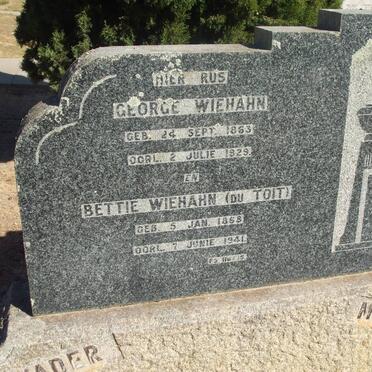 HIER RUS
GEORGE WIEHAHN
GEB. 24 SEPT. 1863
OORL. 2 JULIE 1929
EN
BETTIE WIEHAHN (DU TOIT)
GEB. 5 JAN. 1868
OORL. 7 JUNIE 1941
VADER
M